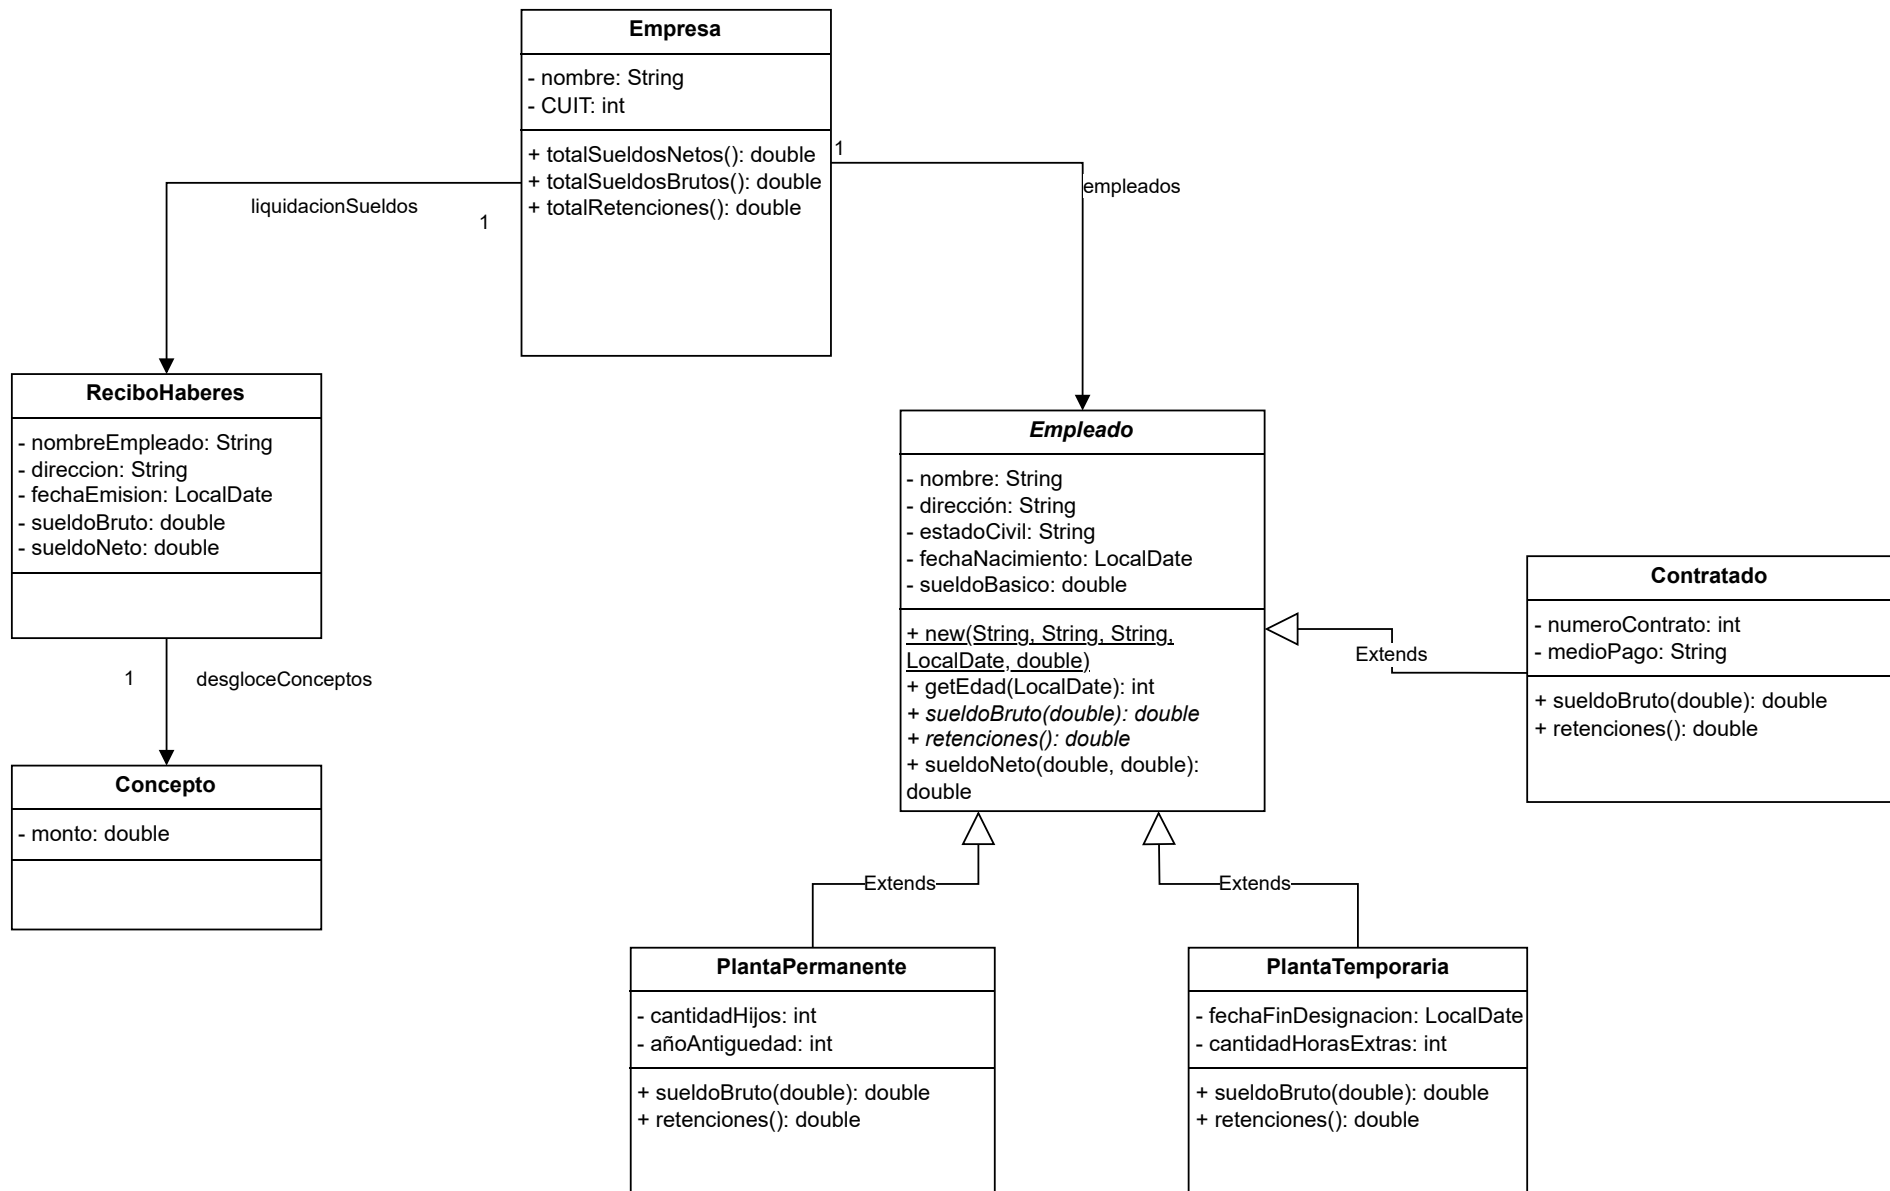 Empresa
- nombre: String
- CUIT: int
+ totalSueldosNetos(): double
+ totalSueldosBrutos(): double
+ totalRetenciones(): double
1
empleados
liquidacionSueldos
1
ReciboHaberes
- nombreEmpleado: String
- direccion: String
- fechaEmision: LocalDate
- sueldoBruto: double
- sueldoNeto: double
1
desgloceConceptos
Concepto
- monto: double
Empleado
- nombre: String
- dirección: String
- estadoCivil: String
- fechaNacimiento: LocalDate
- sueldoBasico: double
+ new(String, String, String,
LocalDate, double)
+ getEdad(LocalDate): int
+ sueldoBruto(double): double
+ retenciones(): double
+ sueldoNeto(double, double):
double
Extends
Contratado
- numeroContrato: int
- medioPago: String
+ sueldoBruto(double): double
+ retenciones(): double
Extends
Extends
PlantaPermanente
- cantidadHijos: int
- añoAntiguedad: int
+ sueldoBruto(double): double
+ retenciones(): double
PlantaTemporaria
- fechaFinDesignacion: LocalDate
- cantidadHorasExtras: int
+ sueldoBruto(double): double
+ retenciones(): double